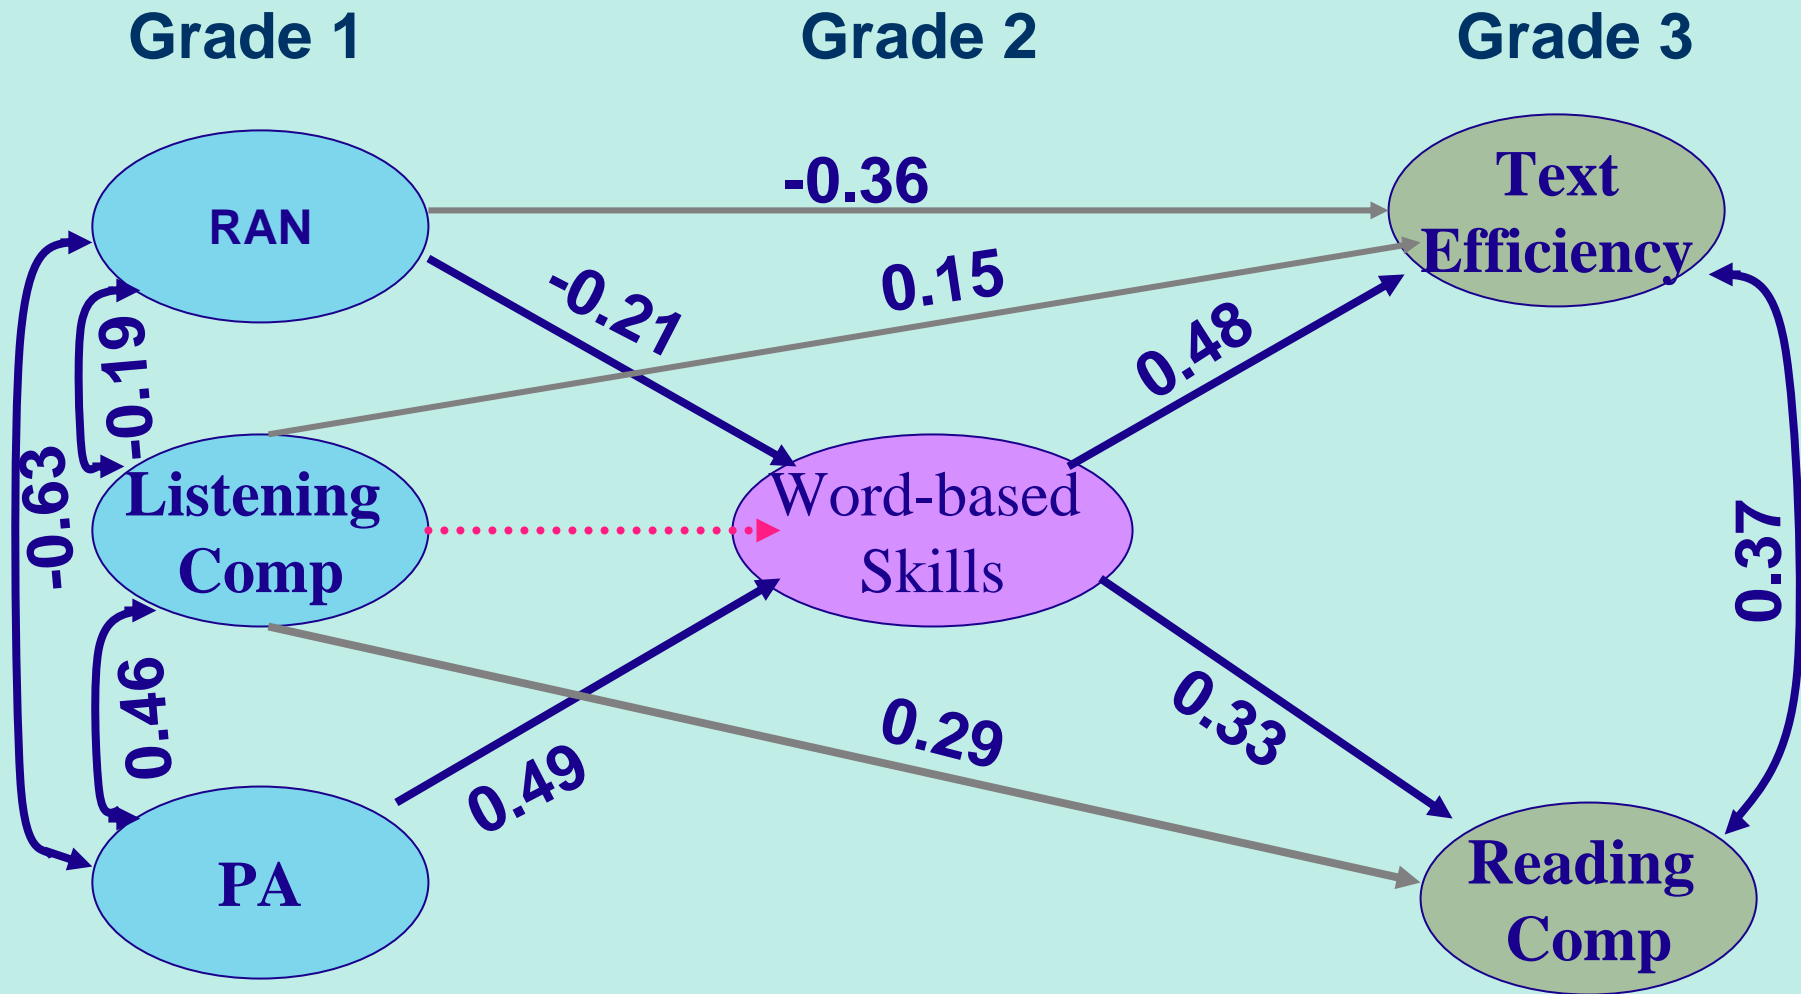 Grade 1
Grade 2
Grade 3
RAN
-0.36
Text
Efficiency
-0.21
0.15
0.48
-0.19
-0.63
Listening
Comp
Word-based
Skills
0.37
0.46
0.49
0.29
0.33
PA
Reading
Comp